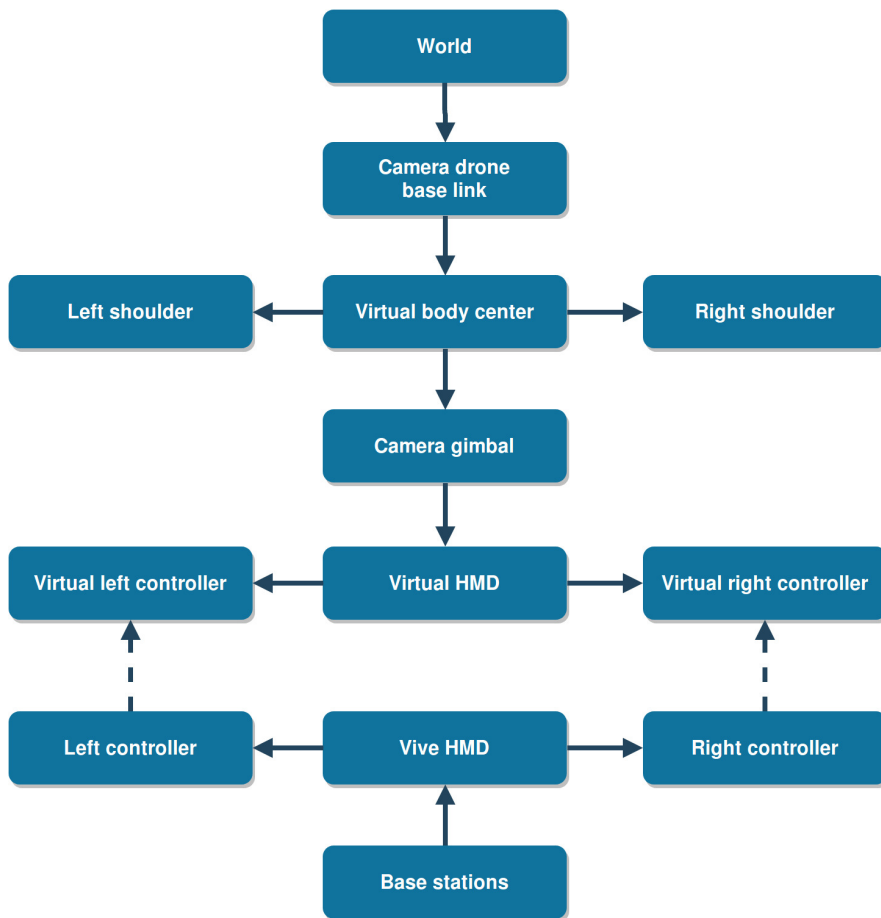 World
Camera drone
base link
Left shoulder
Virtual body center
Right shoulder
Camera gimbal
Virtual left controller
Virtual HMD
Virtual right controller
Left controller
Vive HMD
Right controller
Base stations